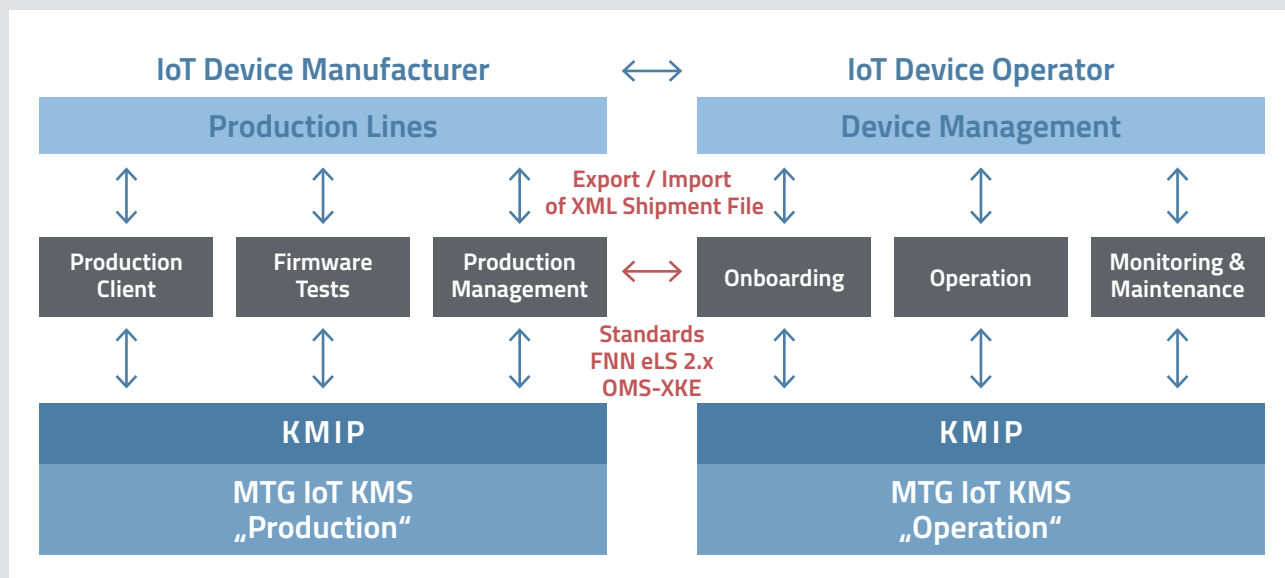 IoT Device Manufacturer
IoT Device Operator
Production Lines
Device Management
Export / Import
of XML Shipment File
Production
Client
Firmware
Tests
Production
Management
Onboarding
Operation
Monitoring &
Maintenance
Standards
FNN eLS 2.x
OMS-XKE
KMIP
KMIP
MTG IoT KMS
„Production“
MTG IoT KMS
„Operation“